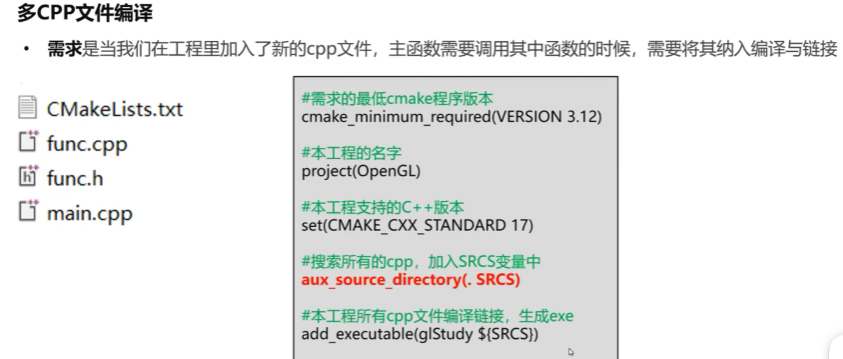 多CPP文件编译
• 需求是当我们在工程里加入了新的cpp文件，主函数需要调用其中函数的时候，需要将其纳入编译与链接
CMakeLists.txt
func.cpp
func.h
main.cpp
#需求的最低cmake程序版本
cmake_minimum_required(VERSION 3.12)
#本工程的名字
project(OpenGL)
#本工程支持的C++版本
set(CMAKE_CXX_STANDARD 17)
#搜索所有的cpp，加入SRCS变量中
aux_source_directory(. SRCS)
#本工程所有cpp文件编译链接，生成exe
add_executable(glStudy ${SRCS})